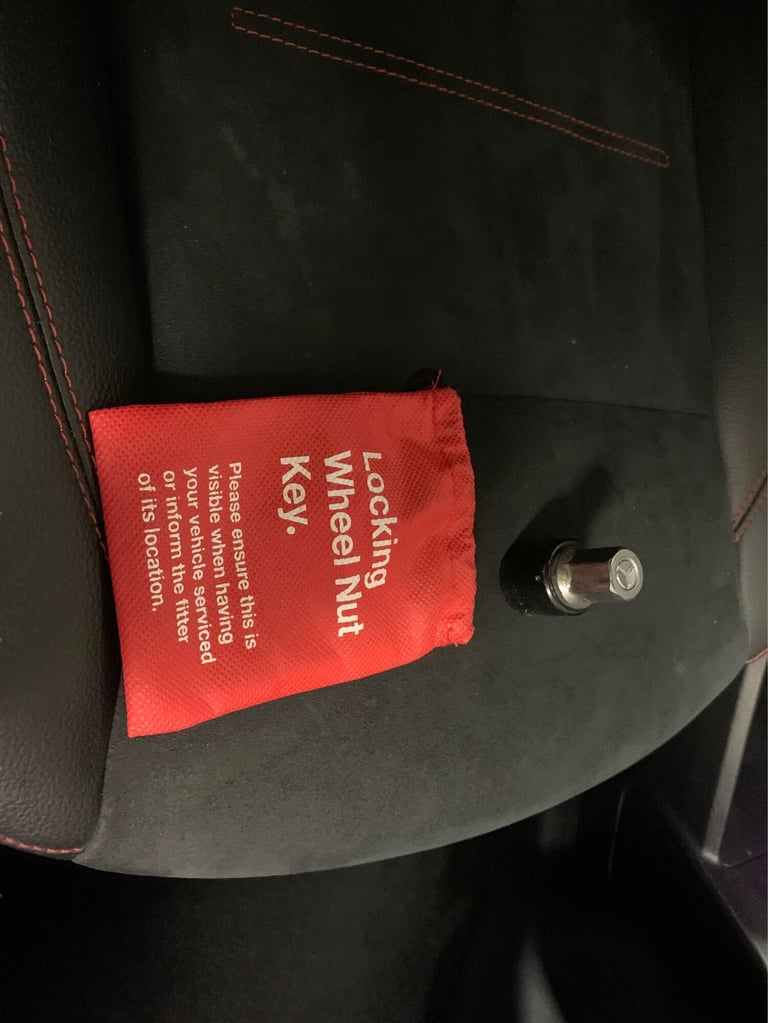 Locking
Wheel Nut
Key.
Please ensure this is
visible when having
your vehicle serviced
or inform the fitter
of its location.